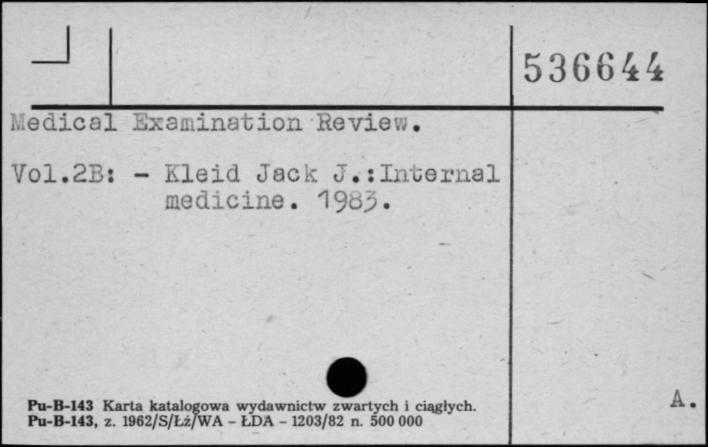 536644
Medical Examination Review.
Vol.2B: - Kleid Jack J.:Internal
medicine. 1983.
A.
Pu-B-143 Karta katalogowa wydawnictw zwartych i ciągłych.
Pu-B-143, z. 1962/S/Łź/WA - ŁDA - 1203/82 n. 500 000